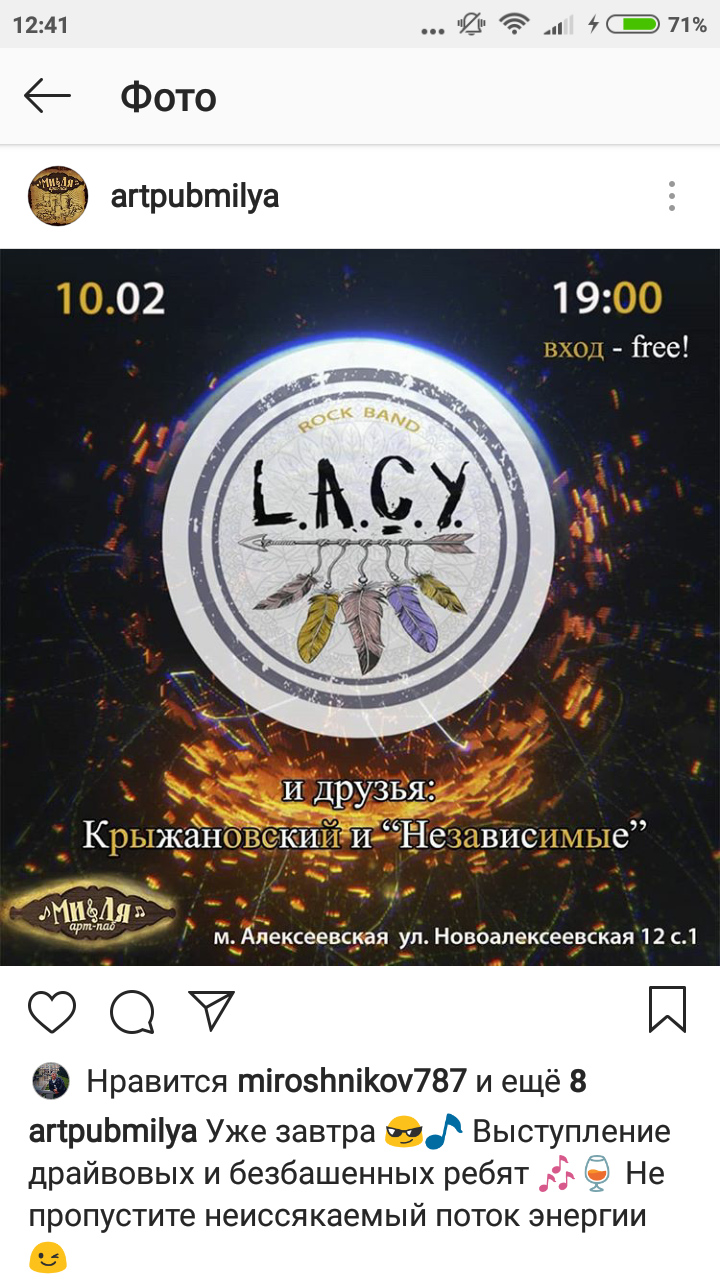 12:41
71%
Фото
artpubmilya
10.02
19:00
вход - free!
ROCK BAND
L.A.C.Y.
и друзья:
Крыжановский и “Независимые”
Ми&Ля
арт-паб
м. Алексеевская ул. Новоалексеевская 12 с.1
Нравится miroshnikov787 и ещё 8
artpubmilya Уже завтра 😎🎵 Выступление
драйвовых и безбашенных ребят 🎶🍷 Не
пропустите неиссякаемый поток энергии
😉